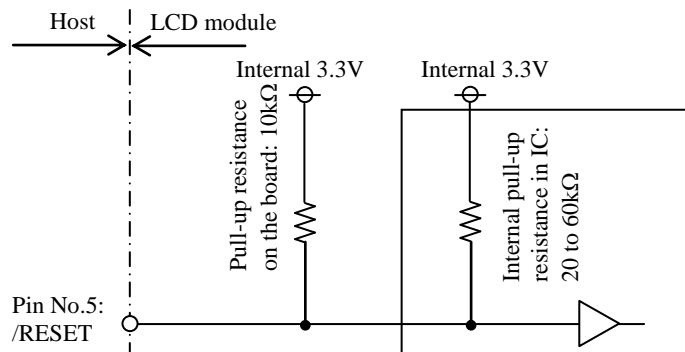 Host
LCD module
Internal 3.3V
Internal 3.3V
Pull-up resistance
on the board: 10kΩ
Internal pull-up
resistance in IC:
20 to 60kΩ
Pin No.5:
/RESET